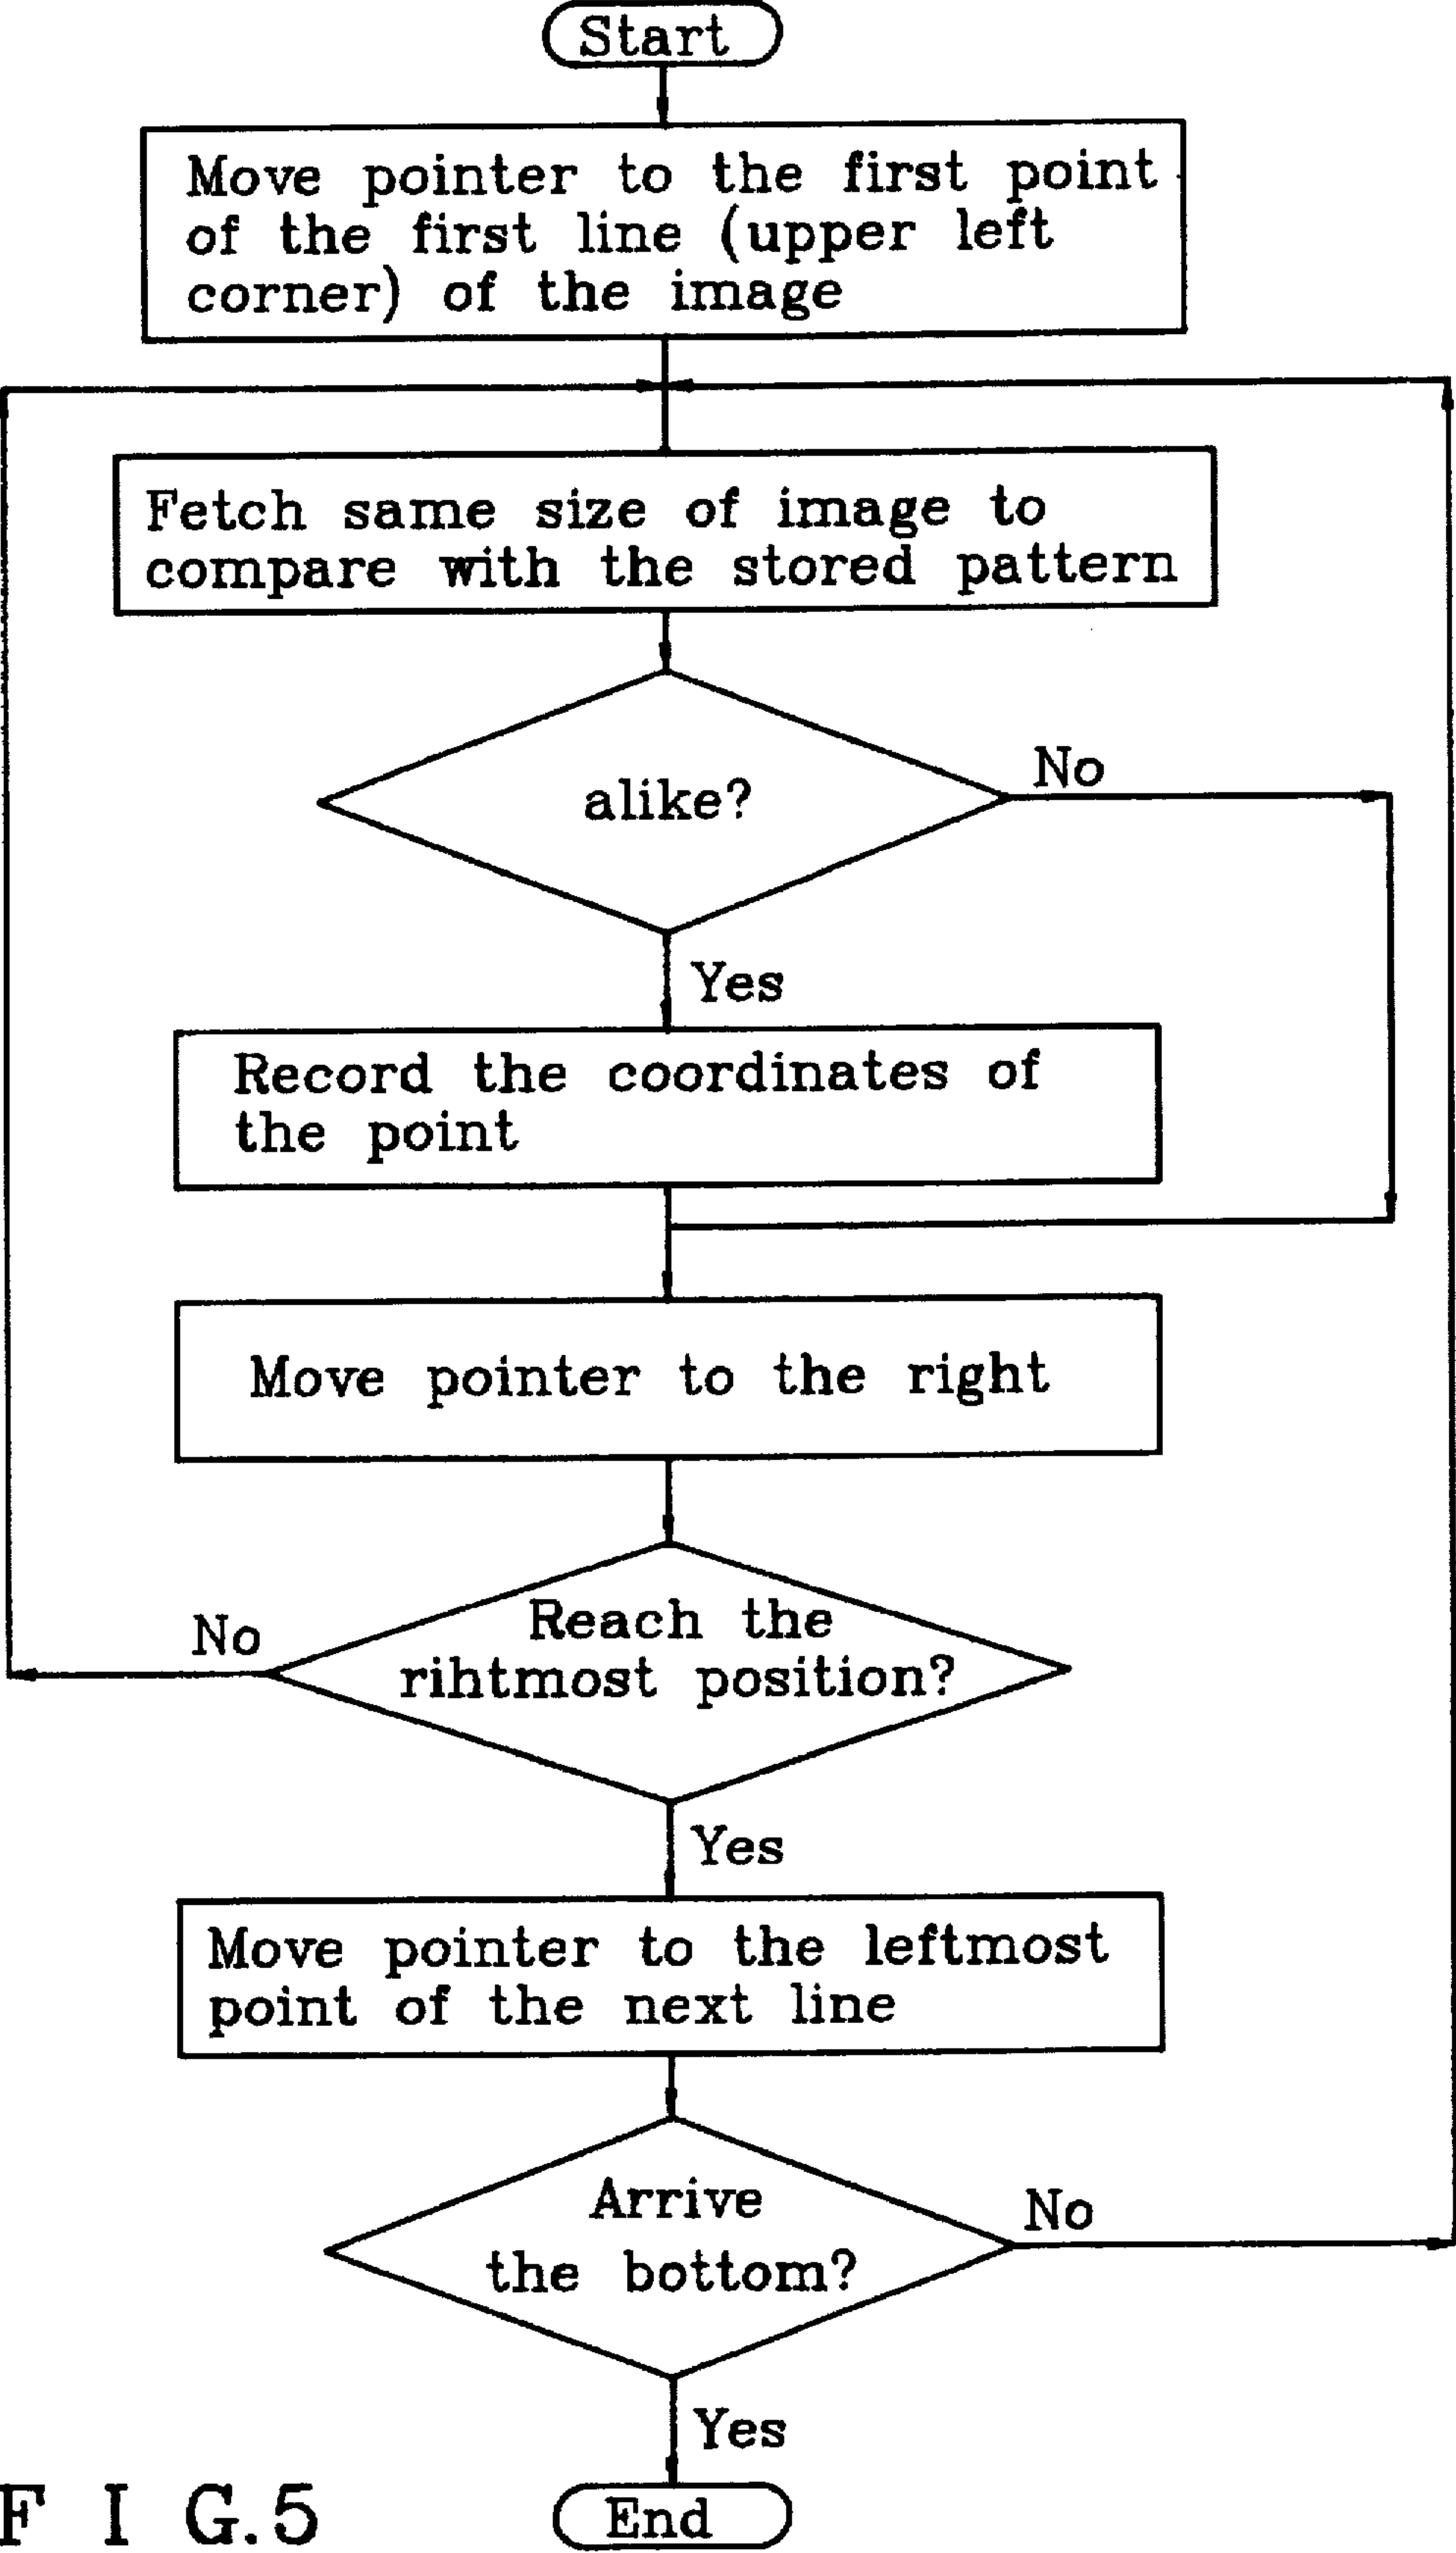 Start
Move pointer to the first point
of the first line (upper left
corner) of the image
Fetch same size of image to
compare with the stored pattern
alike?
No
Yes
Record the coordinates of
the point
Move pointer to the right
Reach the
rihtmost position?
No
Yes
Move pointer to the leftmost
point of the next line
Arrive
the bottom?
No
Yes
End
F I G.5